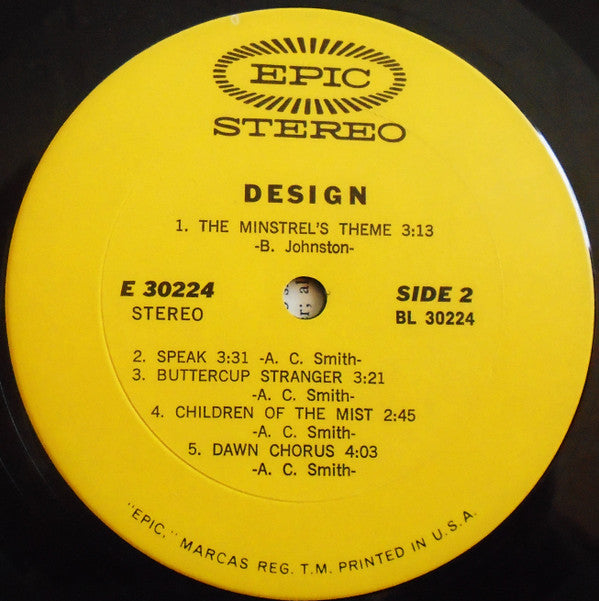 EPIC
STEREO
DESIGN
1. THE MINSTREL'S THEME 3:13
-B. Johnston-
E 30224
STEREO
SIDE 2
BL 30224
2. SPEAK 3:31 -A. C. Smith-
3. BUTTERCUP STRANGER 3:21
-A. C. Smith-
4. CHILDREN OF THE MIST 2:45
-A. C. Smith-
5. DAWN CHORUS 4:03
-A. C. Smith-
"EPIC," MARCAS REG. T.M. PRINTED IN U.S.A.